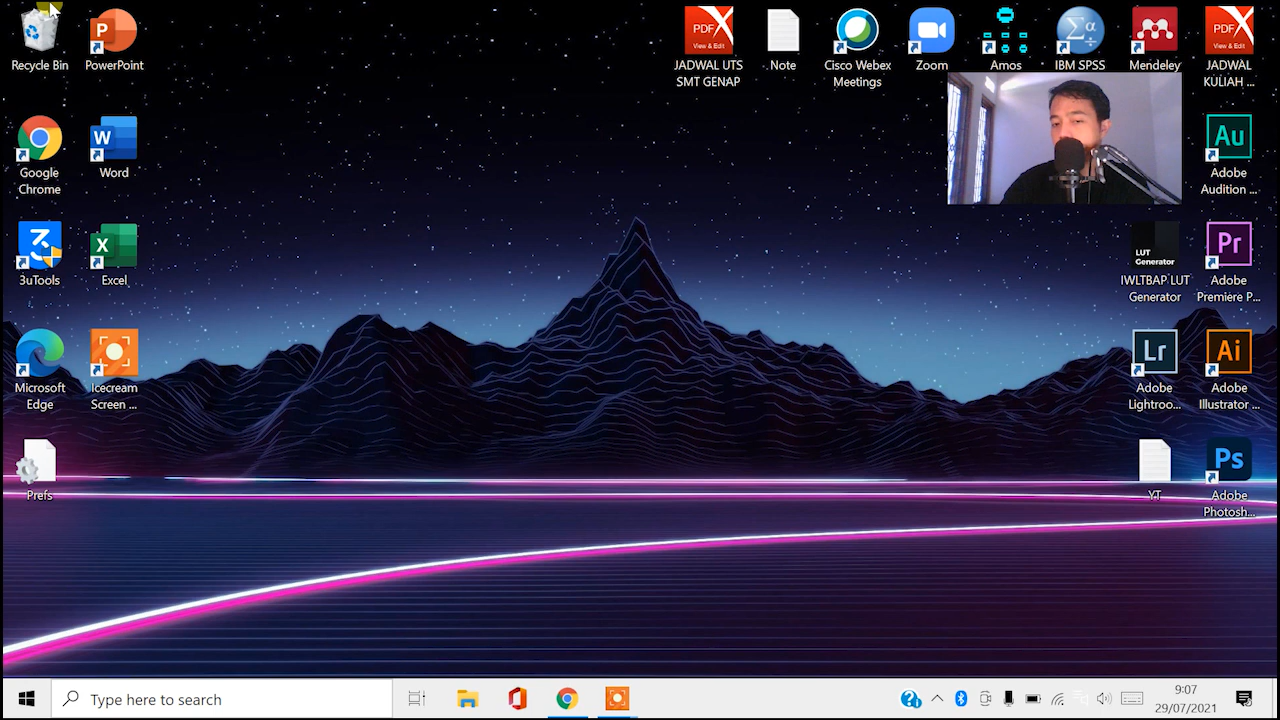 Recycle Bin
PowerPoint
PDF
View & Edit
JADWAL UTS
SMT GENAP
Note
Cisco Webex
Meetings
Zoom
Amos
Σα
IBM SPSS
Mendeley
PDF
View & Edit
JADWAL
KULIAH ...
Google
Chrome
W
Word
Au
Adobe
Audition ...
3uTools
X
Excel
LUT
Generator
IWLTBAP LUT
Generator
Pr
Adobe
Premiere P...
Microsoft
Edge
Icecream
Screen ...
Lr
Adobe
Lightroo...
Ai
Adobe
Illustrator ...
Prefs
YT
Ps
Adobe
Photosh...
Type here to search
9:07
29/07/2021